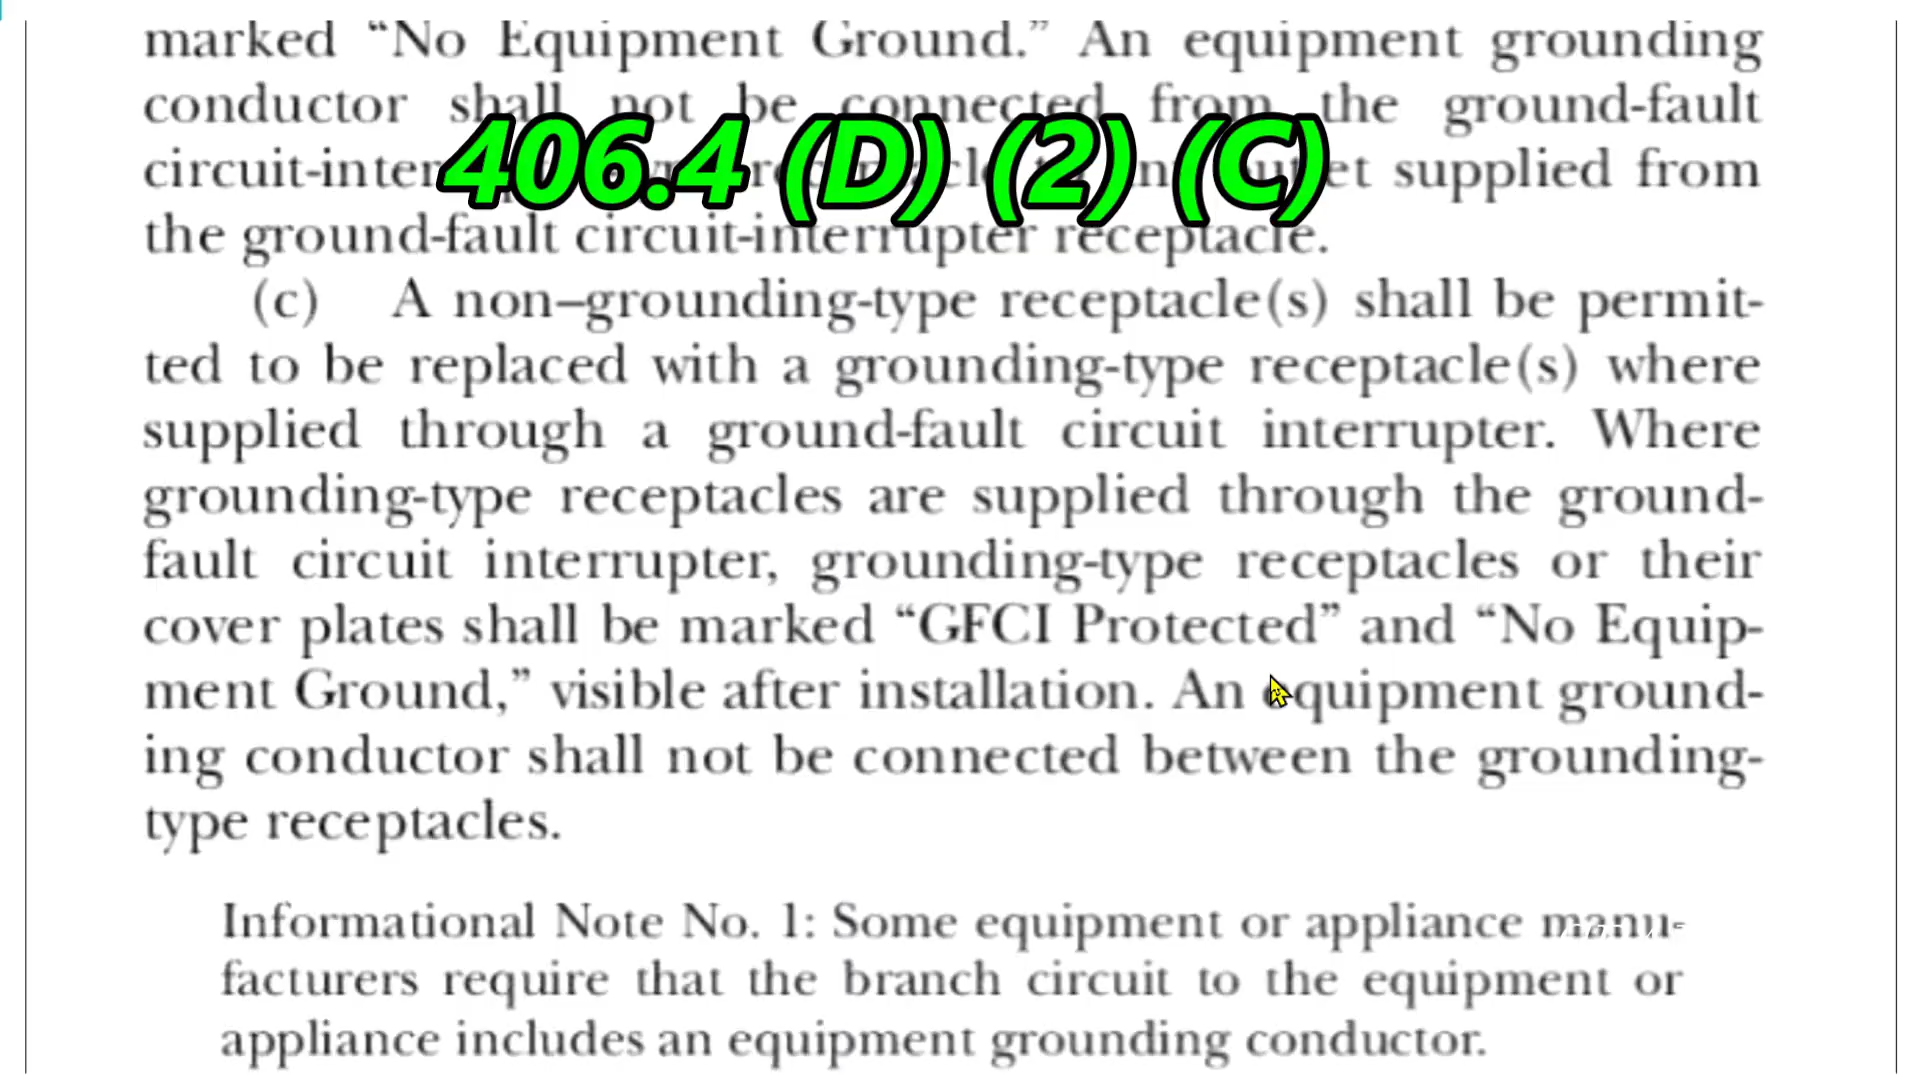 marked “No Equipment Ground.” An equipment grounding
conductor shall not be connected from the ground-fault
406.4 (D) (2) (C)
supplied from
the ground-fault circuit-interrupter receptacle.
(c) A non–grounding-type receptacle(s) shall be permit-
ted to be replaced with a grounding-type receptacle(s) where
supplied through a ground-fault circuit interrupter. Where
grounding-type receptacles are supplied through the ground-
fault circuit interrupter, grounding-type receptacles or their
cover plates shall be marked “GFCI Protected” and “No Equip-
ment Ground,” visible after installation. An equipment ground-
ing conductor shall not be connected between the grounding-
type receptacles.
Informational Note No. 1: Some equipment or appliance manu-
facturers require that the branch circuit to the equipment or
appliance includes an equipment grounding conductor.